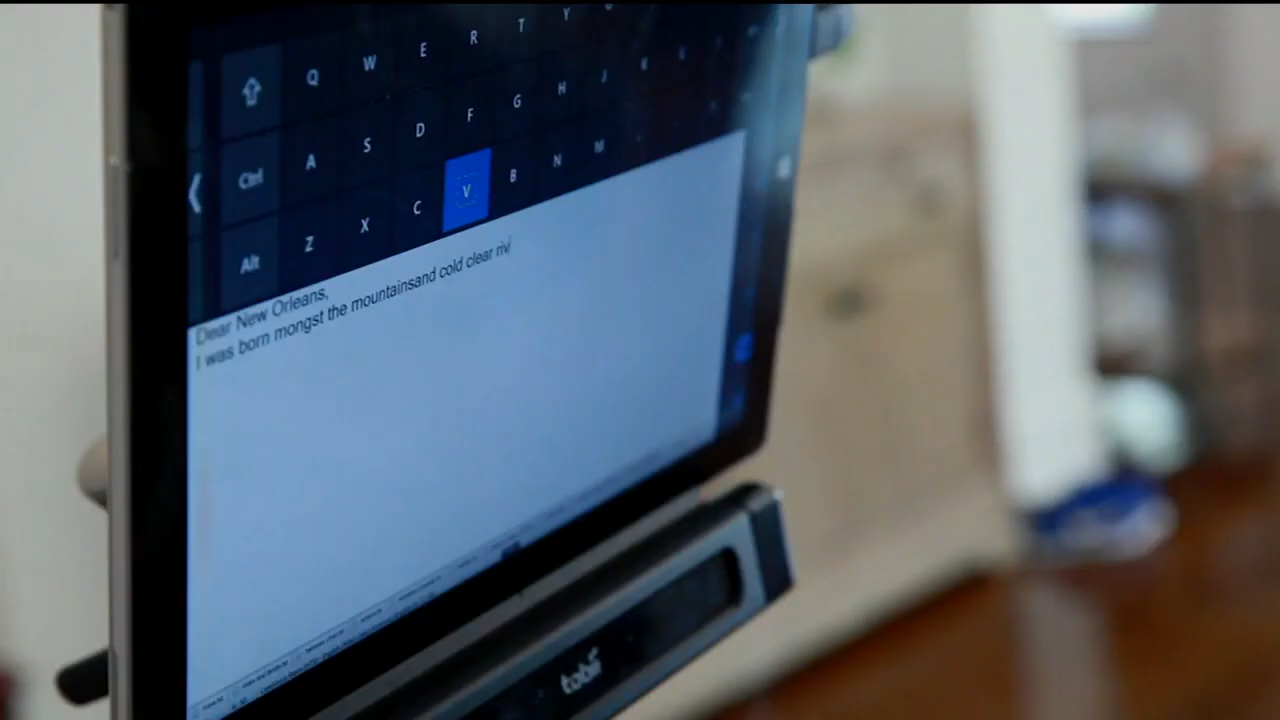 Q W E R T Y
Ctrl A S D F G H J K
Alt Z X C V B N M
Dear New Orleans,
I was born mongst the mountainsand cold clear riv
tobii